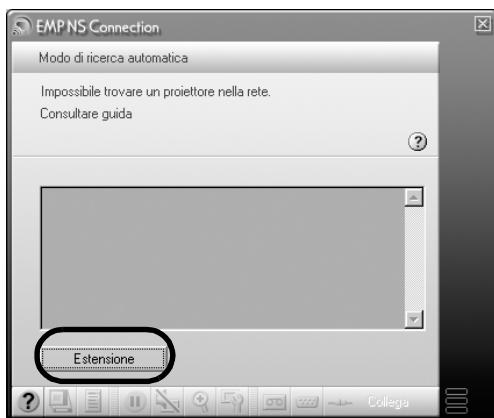 EMP NS Connection
Modo di ricerca automatica
Impossibile trovare un proiettore nella rete.
Consultare guida
?
Estensione
? Collega